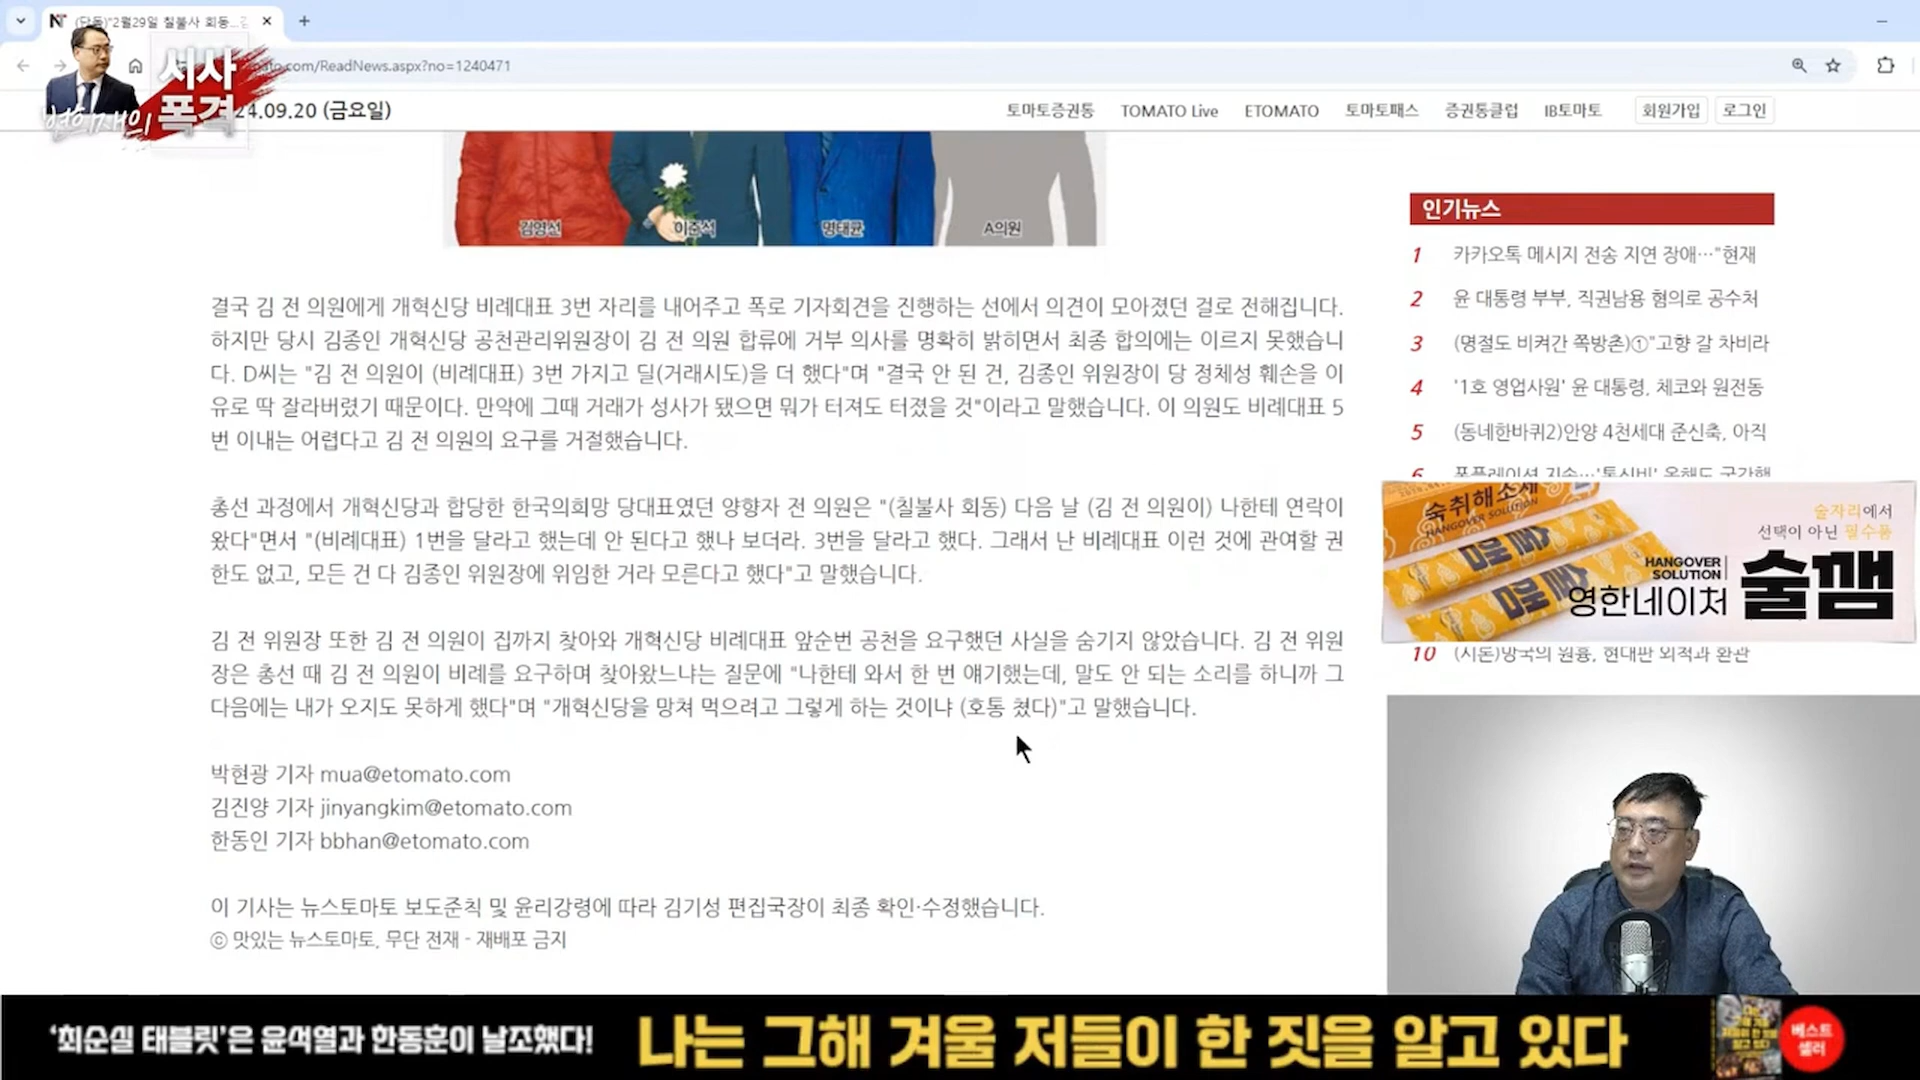 (단독)"2월29일 칠불사 회동...김
.com/ReadNews.aspx?no=1240471
변희재의 시사폭격
24.09.20 (금요일)
토마토증권통 TOMATO Live ETOMATO 토마토패스 증권통클럽 IB토마토 회원가입 로그인
김영선 이준석 명태균 A의원
결국 김 전 의원에게 개혁신당 비례대표 3번 자리를 내어주고 폭로 기자회견을 진행하는 선에서 의견이 모아졌던 걸로 전해집니다.
하지만 당시 김종인 개혁신당 공천관리위원장이 김 전 의원 합류에 거부 의사를 명확히 밝히면서 최종 합의에는 이르지 못했습니
다. D씨는 "김 전 의원이 (비례대표) 3번 가지고 딜(거래시도)을 더 했다"며 "결국 안 된 건, 김종인 위원장이 당 정체성 훼손을 이
유로 딱 잘라버렸기 때문이다. 만약에 그때 거래가 성사가 됐으면 뭐가 터져도 터졌을 것"이라고 말했습니다. 이 의원도 비례대표 5
번 이내는 어렵다고 김 전 의원의 요구를 거절했습니다.
총선 과정에서 개혁신당과 합당한 한국의희망 당대표였던 양향자 전 의원은 "(칠불사 회동) 다음 날 (김 전 의원이) 나한테 연락이
왔다"면서 "(비례대표) 1번을 달라고 했는데 안 된다고 했나 보더라. 3번을 달라고 했다. 그래서 난 비례대표 이런 것에 관여할 권
한도 없고, 모든 건 다 김종인 위원장에 위임한 거라 모른다고 했다"고 말했습니다.
김 전 위원장 또한 김 전 의원이 집까지 찾아와 개혁신당 비례대표 앞순번 공천을 요구했던 사실을 숨기지 않았습니다. 김 전 위원
장은 총선 때 김 전 의원이 비례를 요구하며 찾아왔느냐는 질문에 "나한테 와서 한 번 얘기했는데, 말도 안 되는 소리를 하니까 그
다음에는 내가 오지도 못하게 했다"며 "개혁신당을 망쳐 먹으려고 그렇게 하는 것이냐 (호통 쳤다)"고 말했습니다.
박현광 기자 mua@etomato.com
김진양 기자 jinyangkim@etomato.com
한동인 기자 bbhan@etomato.com
이 기사는 뉴스토마토 보도준칙 및 윤리강령에 따라 김기성 편집국장이 최종 확인·수정했습니다.
ⓒ 맛있는 뉴스토마토, 무단 전재 - 재배포 금지
인기뉴스
1 카카오톡 메시지 전송 지연 장애…"현재
2 윤 대통령 부부, 직권남용 혐의로 공수처
3 (명절도 비켜간 쪽방촌)①"고향 갈 차비라
4 '1호 영업사원' 윤 대통령, 체코와 원전동
5 (동네한바퀴2)안양 4천세대 준신축, 아직
6
숙취해소제
HANGOVER SOLUTION
술자리에서
선택이 아닌 필수품
HANGOVER
SOLUTION
영한네이처 술깸
10 (시론)망국의 원흉, 현대판 외척과 환관
'최순실 태블릿'은 윤석열과 한동훈이 날조했다! 나는 그해 겨울 저들이 한 짓을 알고 있다
베스트
셀러